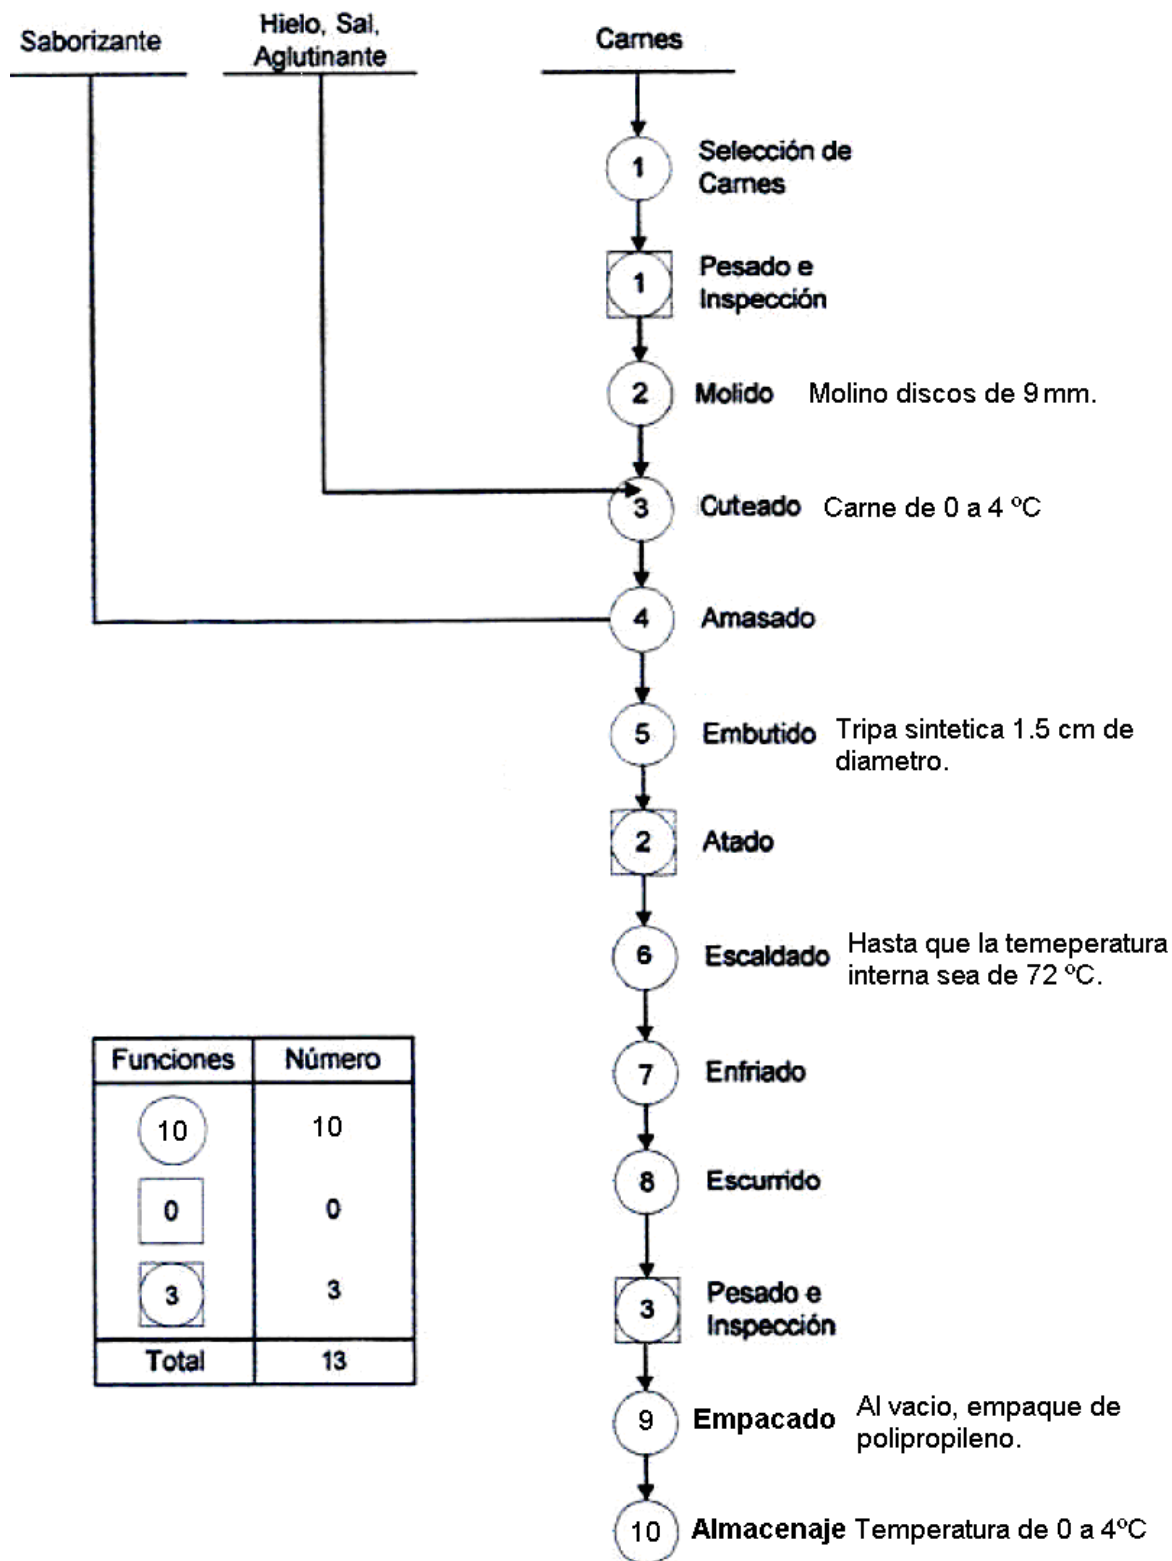 Saborizante
Hielo, Sal,
Aglutinante
Carnes
1
Selección de
Carnes
1
Pesado e
Inspección
2
Molido Molino discos de 9 mm.
3
Cuteado Carne de 0 a 4 ºC
4
Amasado
5
Embutido Tripa sintetica 1.5 cm de
diametro.
2
Atado
6
Escaldado Hasta que la temeperatura
interna sea de 72 ºC.
7
Enfriado
8
Escurrido
3
Pesado e
Inspección
9
Empacado Al vacio, empaque de
polipropileno.
10
Almacenaje Temperatura de 0 a 4ºC
Funciones Número
10 10
0 0
3 3
Total 13